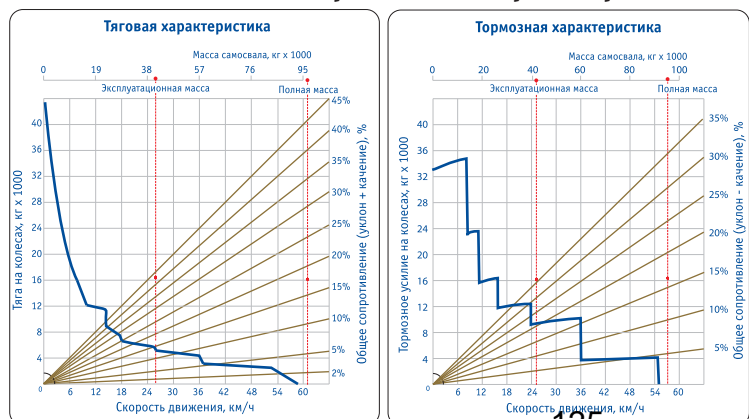 Тяговая характеристика
Масса самосвала, кг х 1000
0 19 38 57 76 95
Эксплуатационная масса Полная масса
Тяга на колесах, кг х 1000
40
36
32
28
24
20
16
12
8
4
0
6 12 18 24 30 36 42 48 54 60
Скорость движения, км/ч
45%
40%
35%
30%
25%
20%
15%
10%
5%
2%
Общее сопротивление (уклон + качение), %
Тормозная характеристика
Масса самосвала, кг х 1000
0 20 40 60 80 100
Эксплуатационная масса Полная масса
Тормозное усилие на колесах, кг х 1000
40
36
32
28
24
20
16
12
8
4
0
6 12 18 24 30 36 42 48 54 60
Скорость движения, км/ч
35%
30%
25%
20%
15%
10%
5%
Общее сопротивление (уклон - качение), %